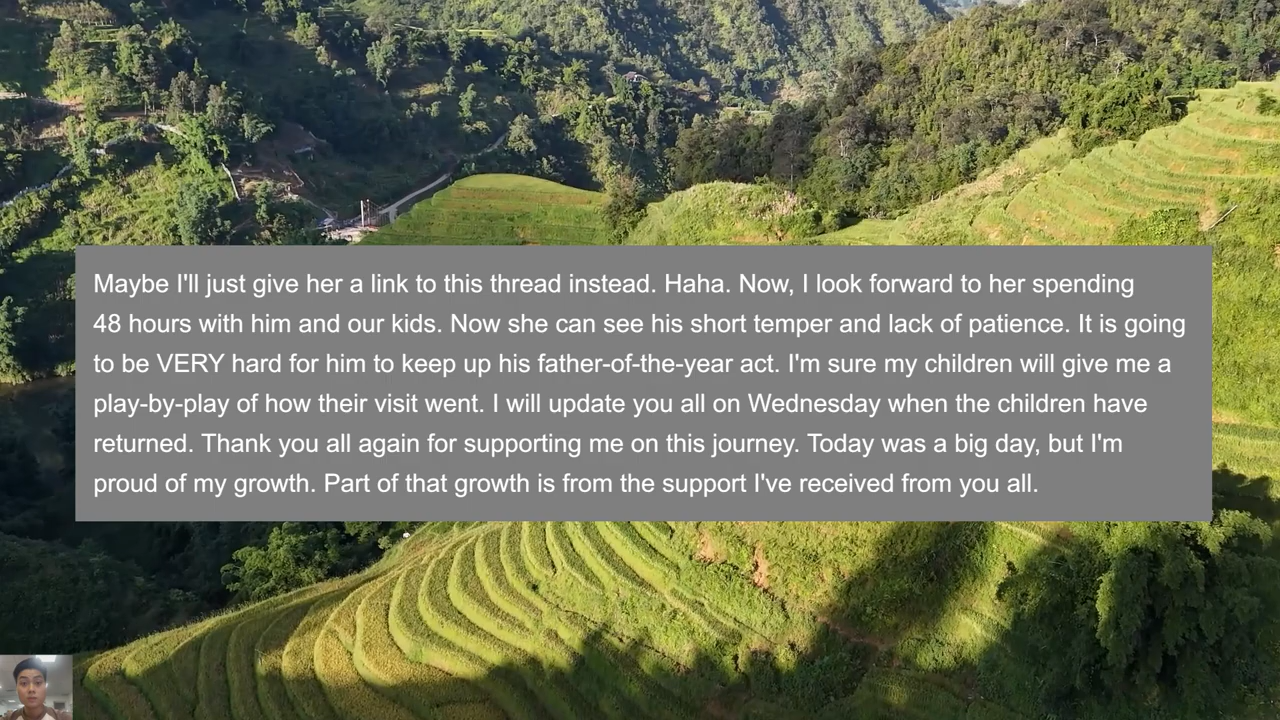 Maybe I'll just give her a link to this thread instead. Haha. Now, I look forward to her spending
48 hours with him and our kids. Now she can see his short temper and lack of patience. It is going
to be VERY hard for him to keep up his father-of-the-year act. I'm sure my children will give me a
play-by-play of how their visit went. I will update you all on Wednesday when the children have
returned. Thank you all again for supporting me on this journey. Today was a big day, but I'm
proud of my growth. Part of that growth is from the support I've received from you all.